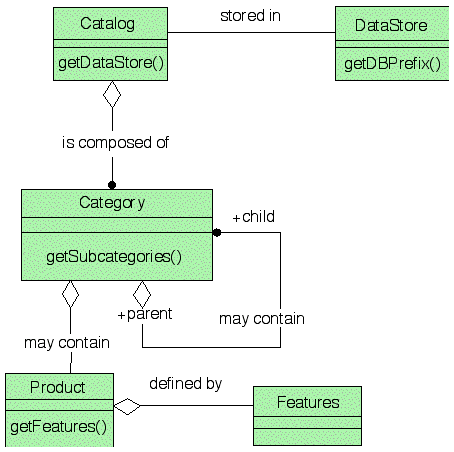 Catalog
stored in
DataStore
getDataStore()
getDBPrefix()
is composed of
Category
+child
getSubcategories()
+parent
may contain
may contain
Product
defined by
Features
getFeatures()